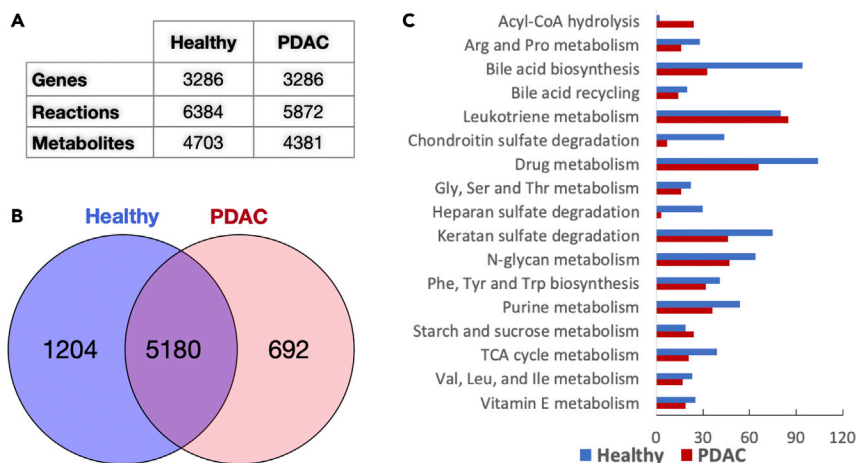 A
Healthy PDAC
Genes 3286 3286
Reactions 6384 5872
Metabolites 4703 4381
B
Healthy PDAC
1204 5180 692
C
Acyl-CoA hydrolysis
Arg and Pro metabolism
Bile acid biosynthesis
Bile acid recycling
Leukotriene metabolism
Chondroitin sulfate degradation
Drug metabolism
Gly, Ser and Thr metabolism
Heparan sulfate degradation
Keratan sulfate degradation
N-glycan metabolism
Phe, Tyr and Trp biosynthesis
Purine metabolism
Starch and sucrose metabolism
TCA cycle metabolism
Val, Leu, and Ile metabolism
Vitamin E metabolism
0 30 60 90 120
Healthy PDAC